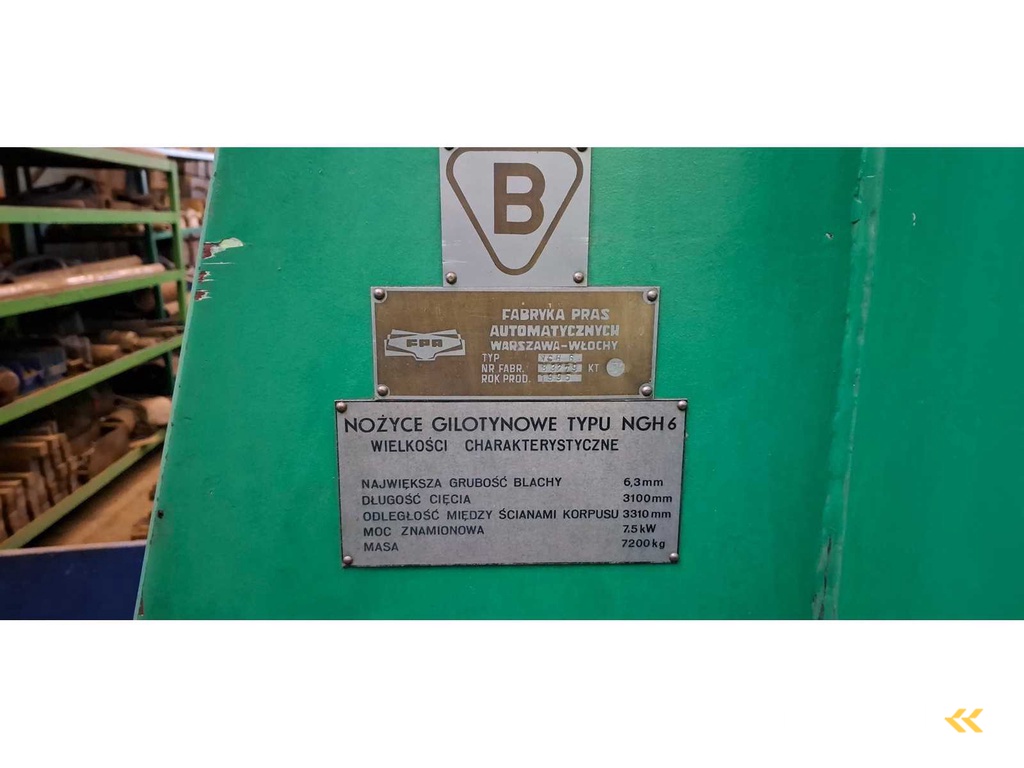 B
FABRYKA PRAS
AUTOMATYCZNYCH
WARSZAWA-WŁOCHY
FPA
TYP
NR FABR. KT
ROK PROD.
NOŻYCE GILOTYNOWE TYPU NGH6
WIELKOŚCI CHARAKTERYSTYCZNE
NAJWIĘKSZA GRUBOŚĆ BLACHY 6,3mm
DŁUGOŚĆ CIĘCIA 3100mm
ODLEGŁOŚĆ MIĘDZY ŚCIANAMI KORPUSU 3310mm
MOC ZNAMIONOWA 7.5kW
MASA 7200kg